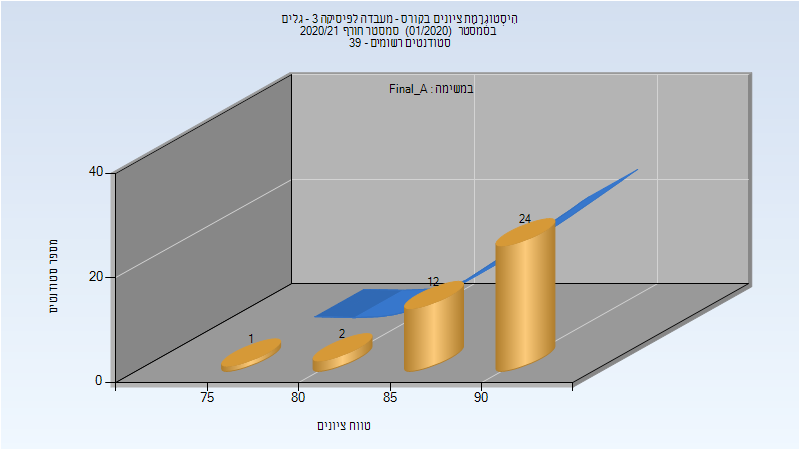 היסטוגרמת ציונים בקורס - מעבדה לפיסיקה 3 - גלים
בסמסטר (01/2020) סמסטר חורף 2020/21
סטודנטים רשומים - 39
במשימה : Final_A
מספר סטודנטים
40
20
0
1
2
12
24
75
80
85
90
טווח ציונים